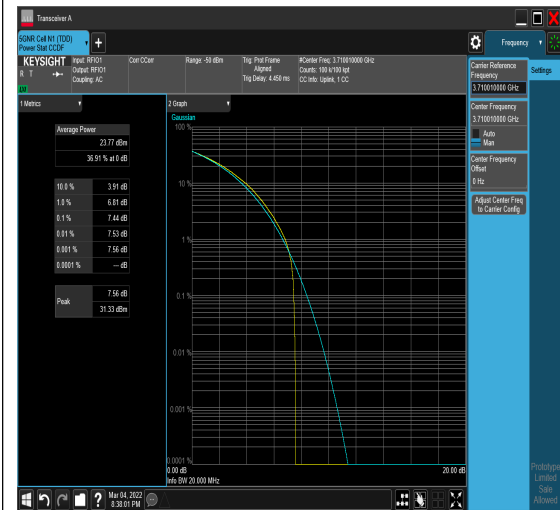 Transceiver A
5GNR Cell N1 (TDD)
Power Stat CCDF
+
Frequency
KEYSIGHT
R T
Input: RFIO1
Output: RFIO1
Coupling: AC
Corr CCorr
Range: -50 dBm
Trig: Prot Frame
Aligned
Trig Delay: 4.450 ms
#Center Freq: 3.710010000 GHz
Counts: 100 k/100 kpt
CC Info: Uplink, 1 CC
1 Metrics
Average Power
23.77 dBm
36.91 % at 0 dB
10.0 % 3.91 dB
1.0 % 6.81 dB
0.1 % 7.44 dB
0.01 % 7.53 dB
0.001 % 7.56 dB
0.0001 % --- dB
Peak
7.56 dB
31.33 dBm
2 Graph
Gaussian
100 %
10 %
1 %
0.1 %
0.01 %
0.001 %
0.0001 %
0.00 dB
20.00 dB
Info BW 20.000 MHz
Carrier Reference
Frequency
3.710010000 GHz
Center Frequency
3.710010000 GHz
Auto
Man
Center Frequency
Offset
0 Hz
Adjust Center Freq
to Carrier Config
Settings
Prototype
Limited
Sale
Allowed
?
Mar 04, 2022
8:38:01 PM